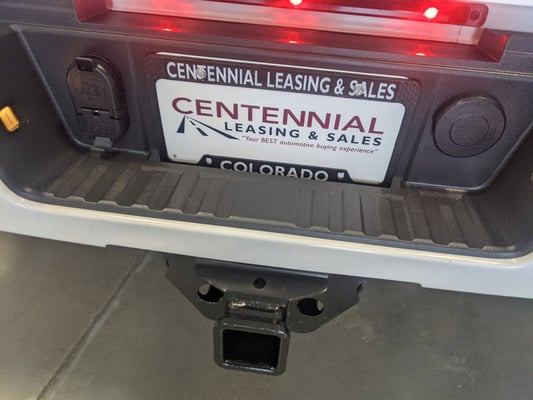 CENTENNIAL LEASING & SALES
CENTENNIAL
LEASING & SALES
"Your BEST automotive buying experience"
COLORADO